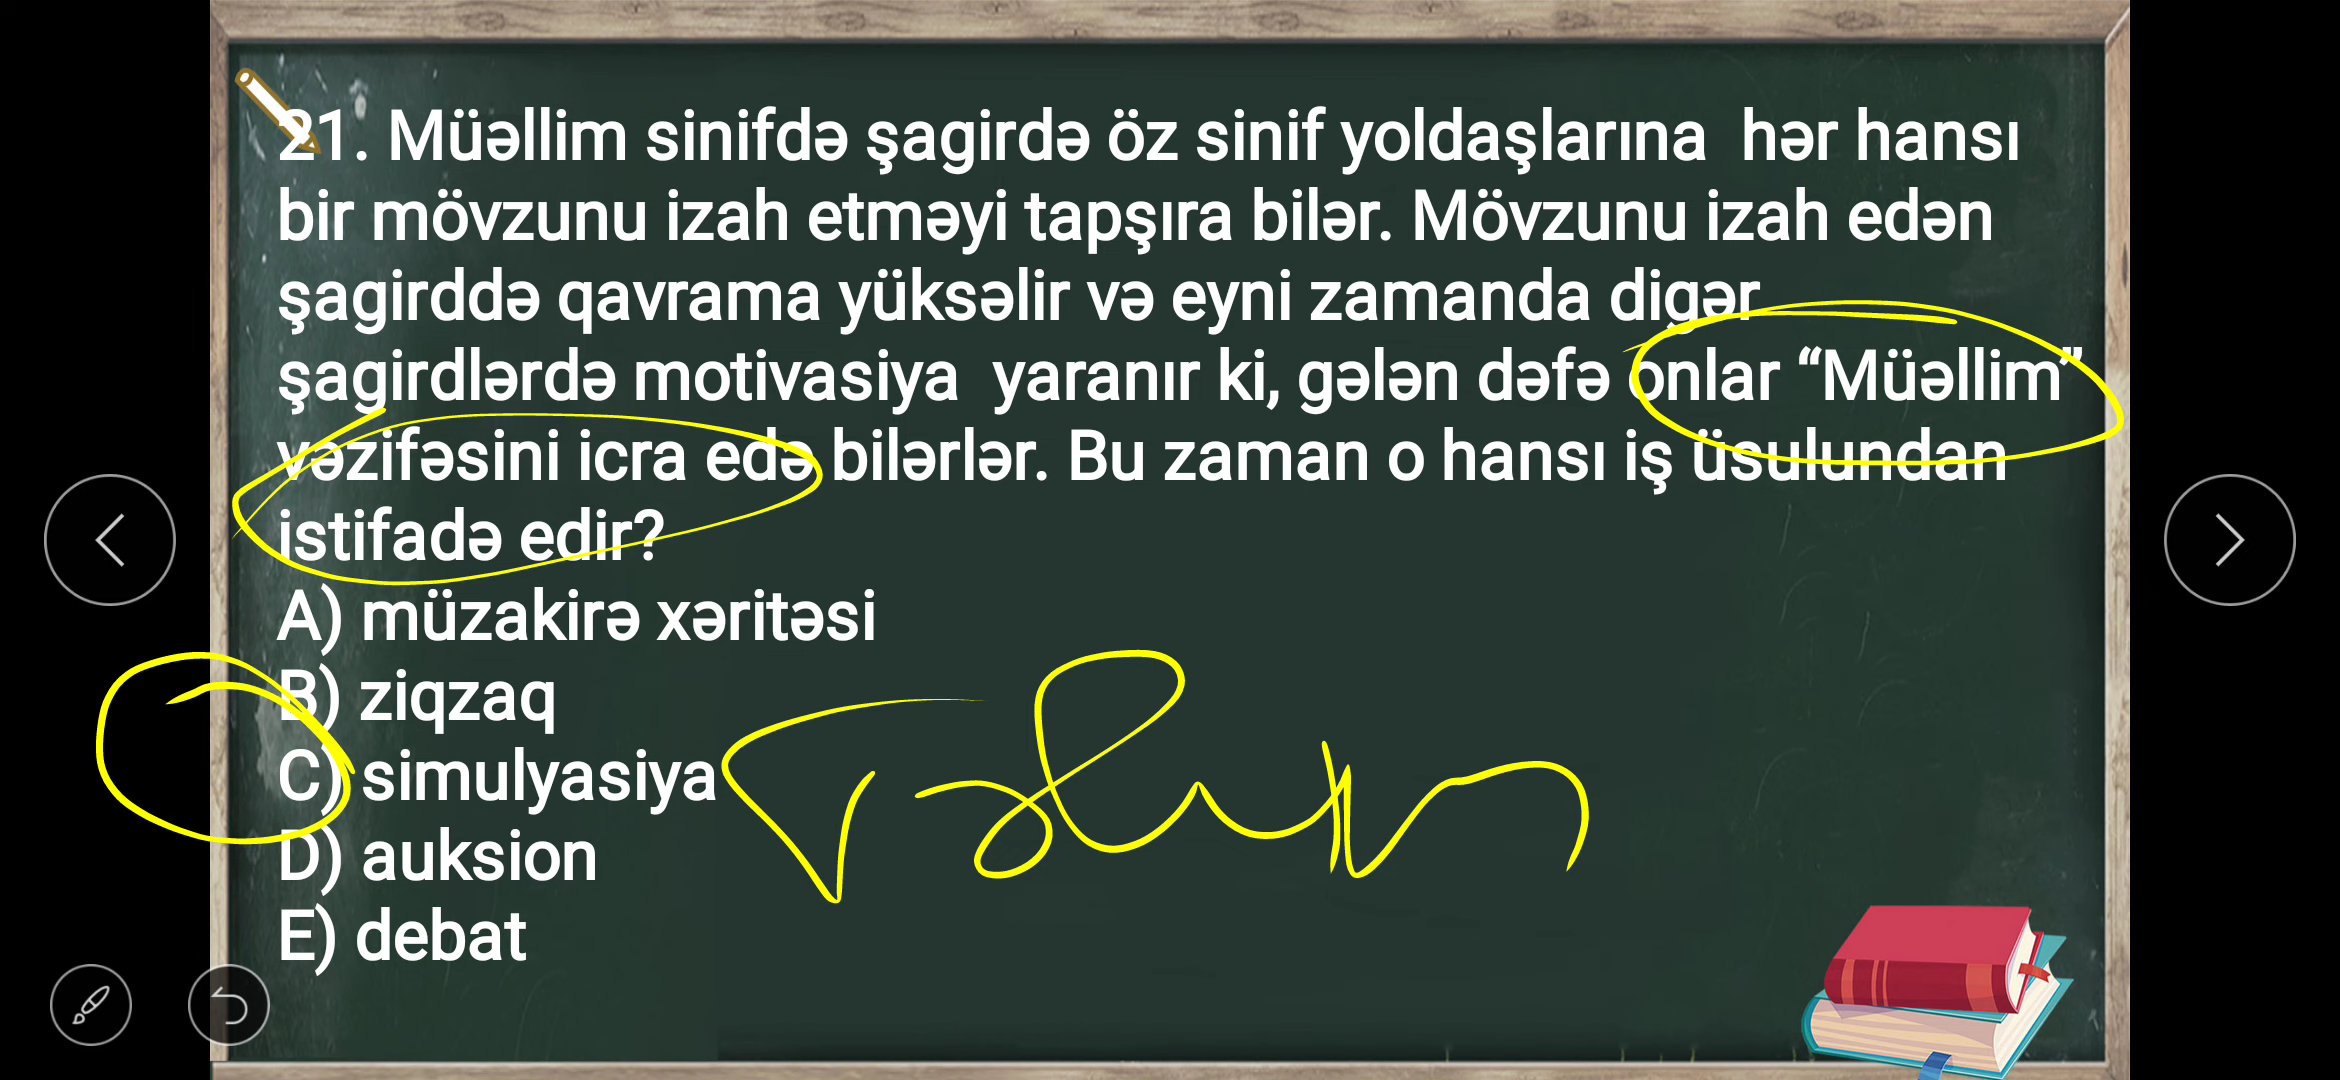 21. Müəllim sinifdə şagirdə öz sinif yoldaşlarına hər hansı
bir mövzunu izah etməyi tapşıra bilər. Mövzunu izah edən
şagirddə qavrama yüksəlir və eyni zamanda digər
şagirdlərdə motivasiya yaranır ki, gələn dəfə onlar “Müəllim”
vəzifəsini icra edə bilərlər. Bu zaman o hansı iş üsulundan
istifadə edir?
A) müzakirə xəritəsi
B) ziqzaq
C) simulyasiya
D) auksion
E) debat